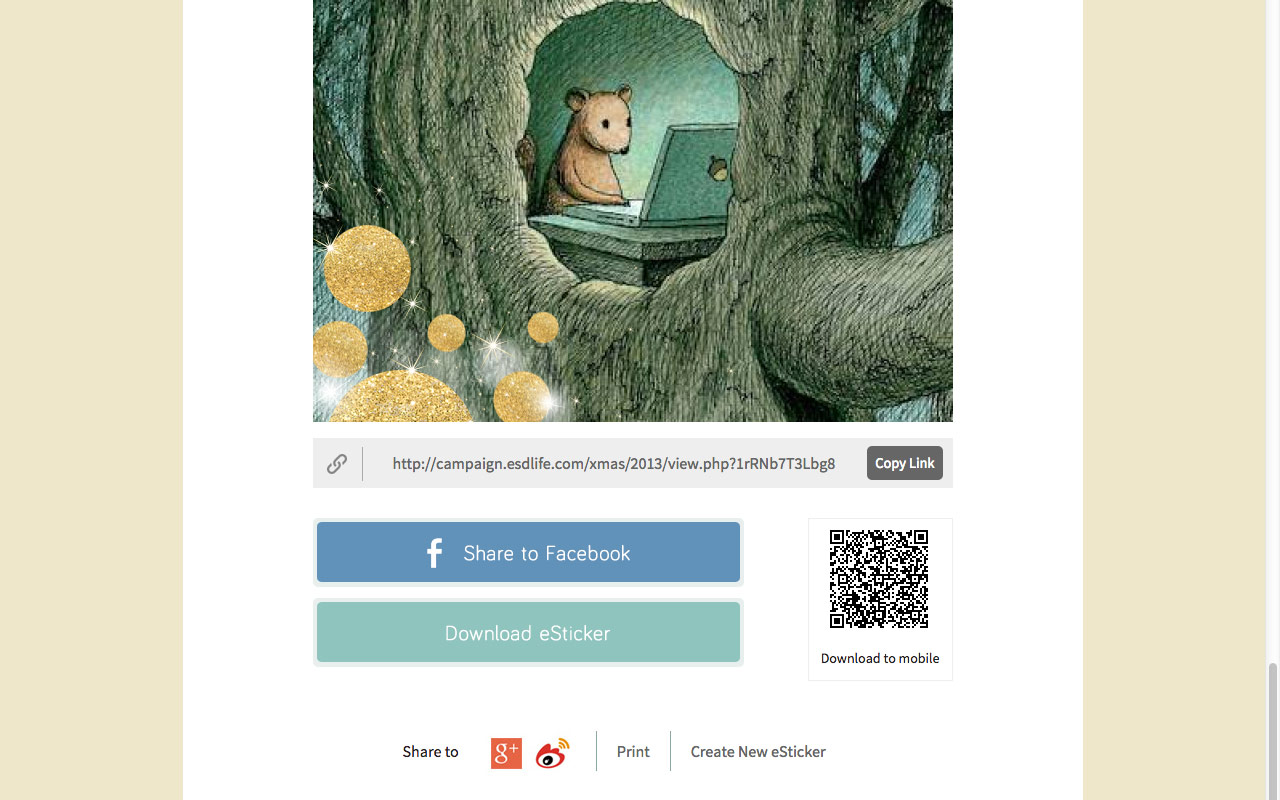 http://campaign.esdlife.com/xmas/2013/view.php?1rRNb7T3Lbg8
Copy Link
Share to Facebook
Download eSticker
Download to mobile
Share to
g+
Print
Create New eSticker